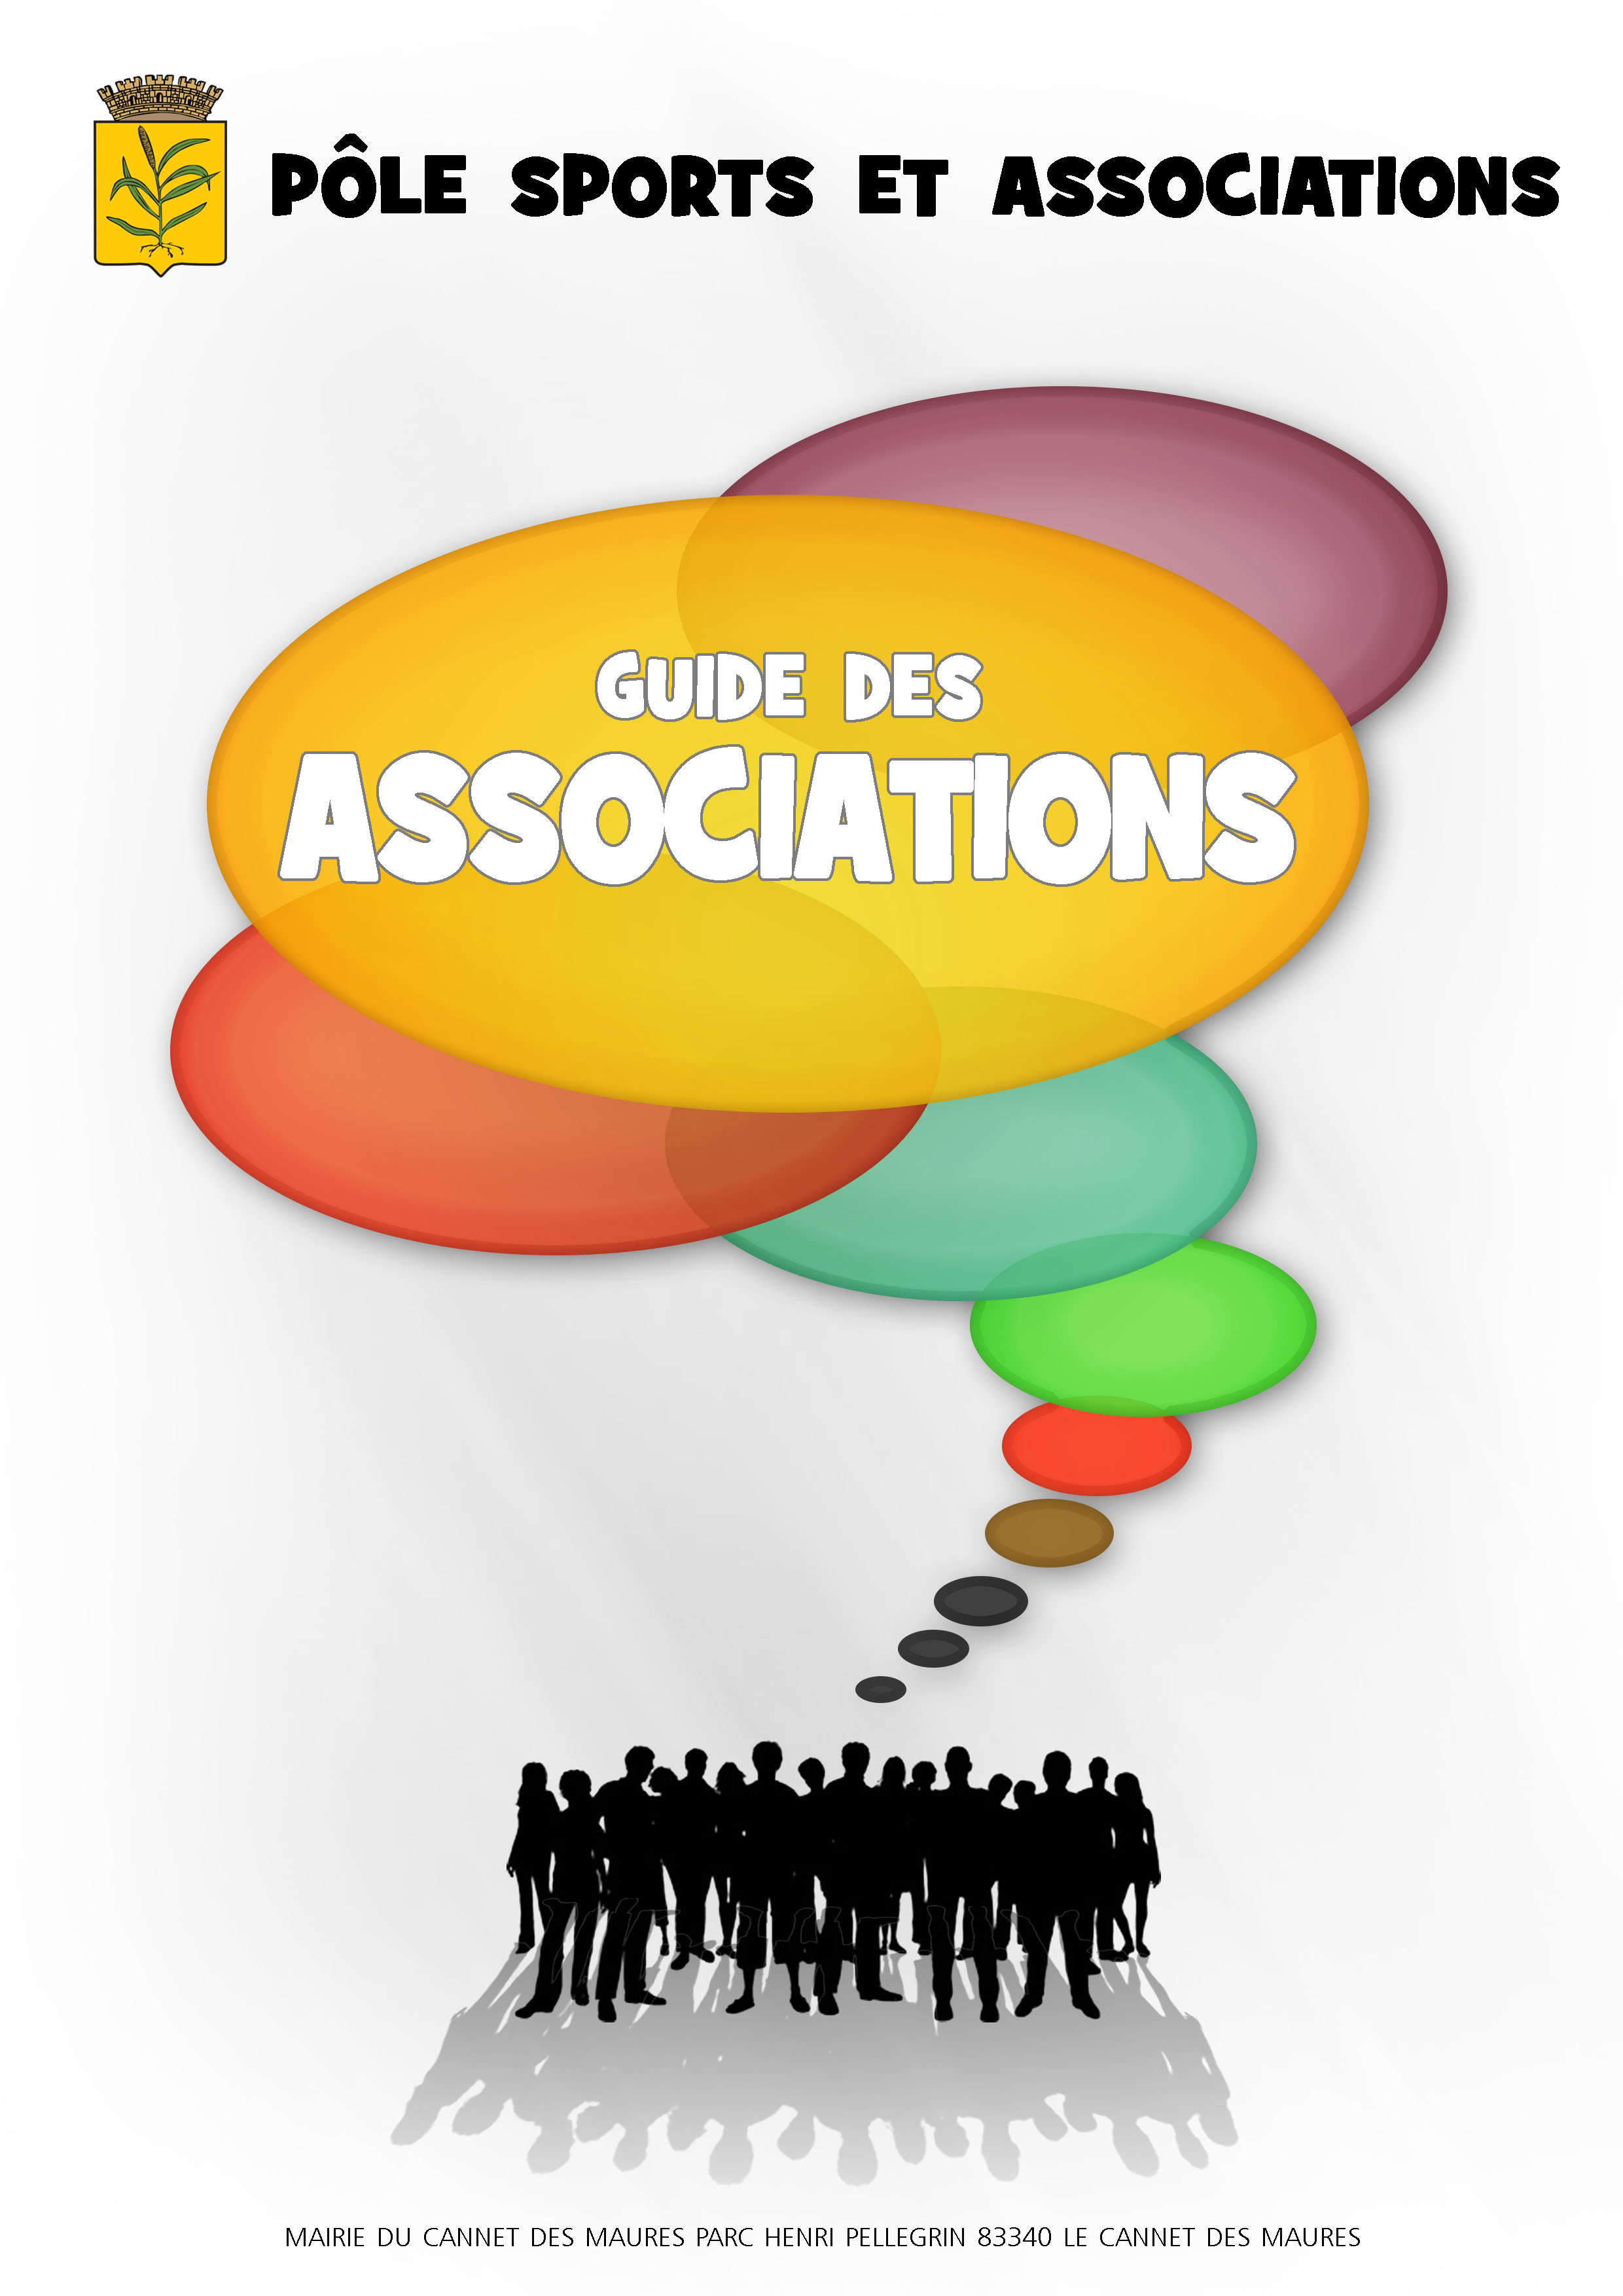 PÔLE SPORTS ET ASSOCIATIONS
GUIDE DES
ASSOCIATIONS
MAIRIE DU CANNET DES MAURES PARC HENRI PELLEGRIN 83340 LE CANNET DES MAURES